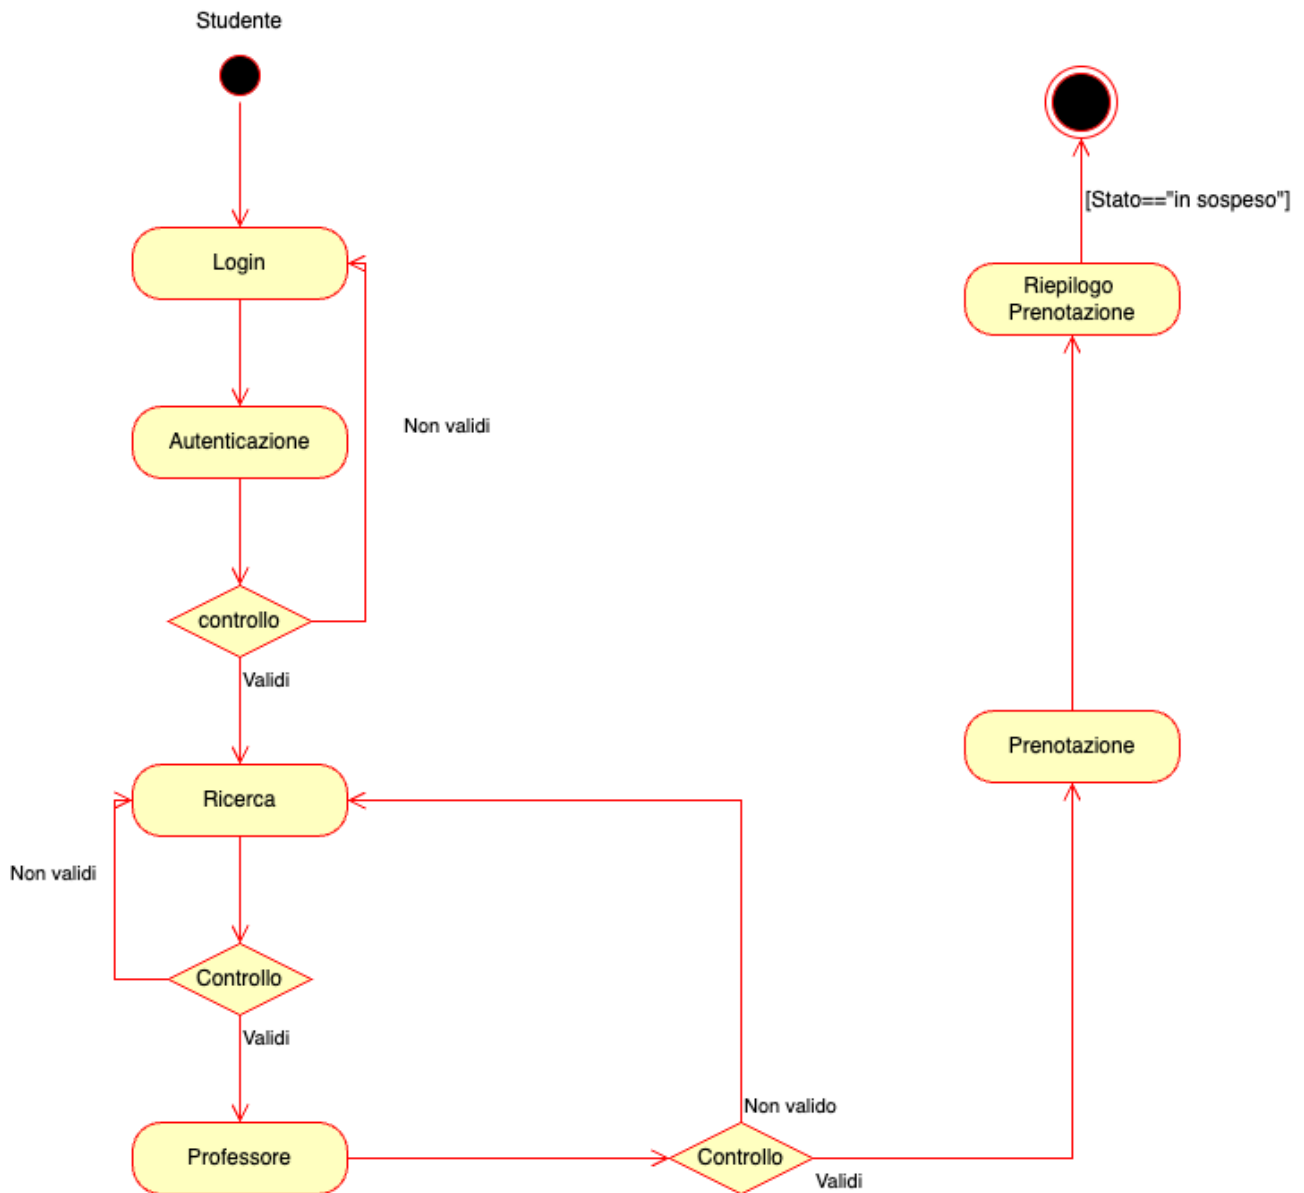 Studente
Login
Autenticazione
Non validi
controllo
Validi
Ricerca
Non validi
Controllo
Validi
Professore
Non valido
Controllo
Validi
Prenotazione
Riepilogo
Prenotazione
[Stato=="in sospeso"]